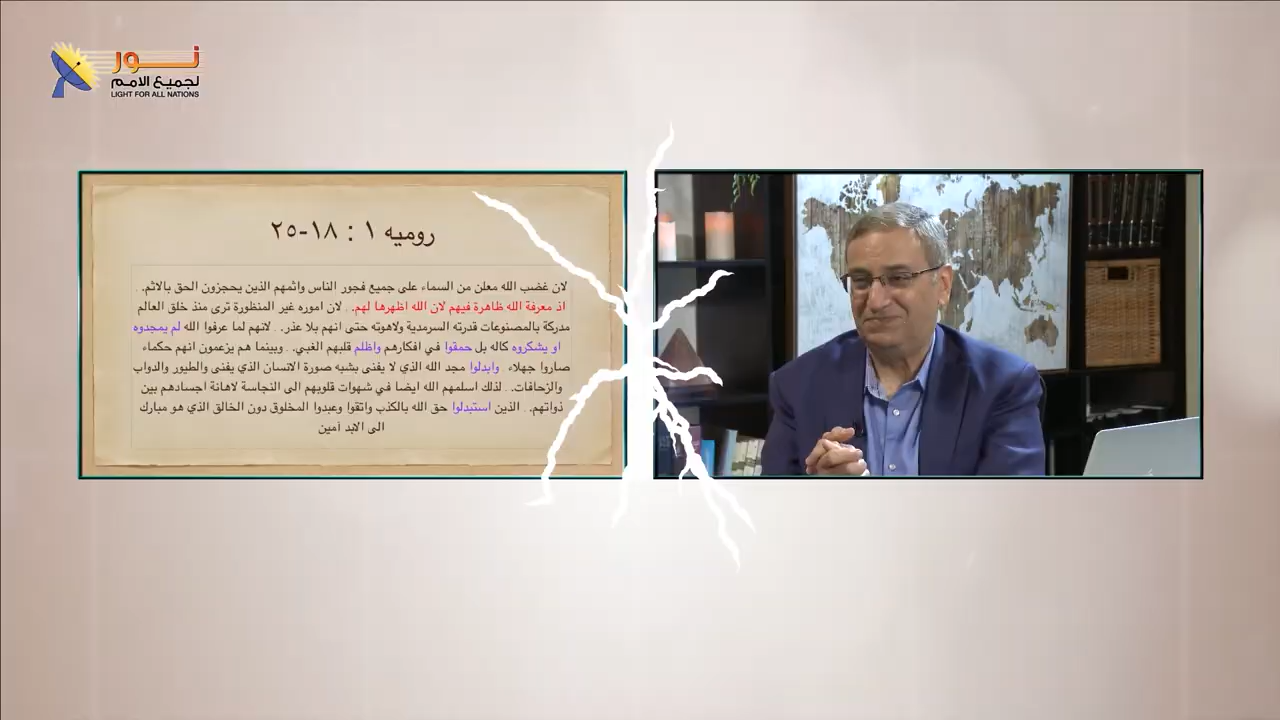 نور
لجميع الامم
LIGHT FOR ALL NATIONS
روميه ١ : ١٨-٢٥
لان غضب الله معلن من السماء على جميع فجور الناس واثمهم الذين يحجزون الحق بالاثم. .
اذ معرفة الله ظاهرة فيهم لان الله اظهرها لهم. . لان اموره غير المنظورة ترى منذ خلق العالم
مدركة بالمصنوعات قدرته السرمدية ولاهوته حتى انهم بلا عذر. . لانهم لما عرفوا الله لم يمجدوه
او يشكروه كاله بل حمقوا في افكارهم واظلم قلبهم الغبي. . وبينما هم يزعمون انهم حكماء
صاروا جهلاء وابدلوا مجد الله الذي لا يفنى بشبه صورة الانسان الذي يفنى والطيور والدواب
والزحافات. . لذلك اسلمهم الله ايضا في شهوات قلوبهم الى النجاسة لاهانة اجسادهم بين
ذواتهم. . الذين استبدلوا حق الله بالكذب واتقوا وعبدوا المخلوق دون الخالق الذي هو مبارك
الى الابد آمين